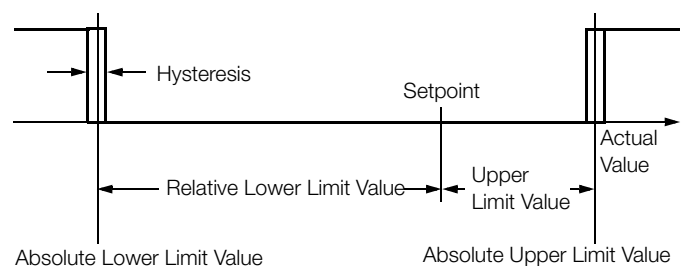 Hysteresis
Setpoint
Actual
Value
Relative Lower Limit Value
Upper
Limit Value
Absolute Lower Limit Value
Absolute Upper Limit Value